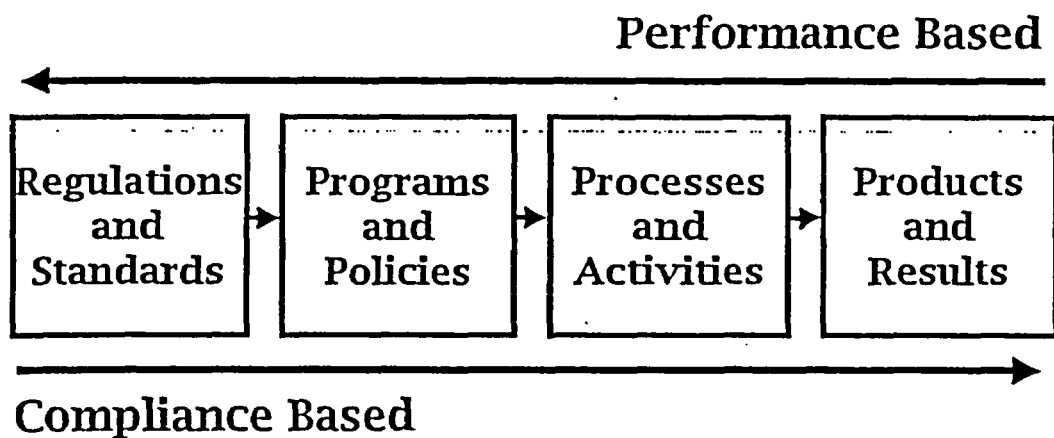 Performance Based
Regulations
and
Standards
Programs
and
Policies
Processes
and
Activities
Products
and
Results
Compliance Based